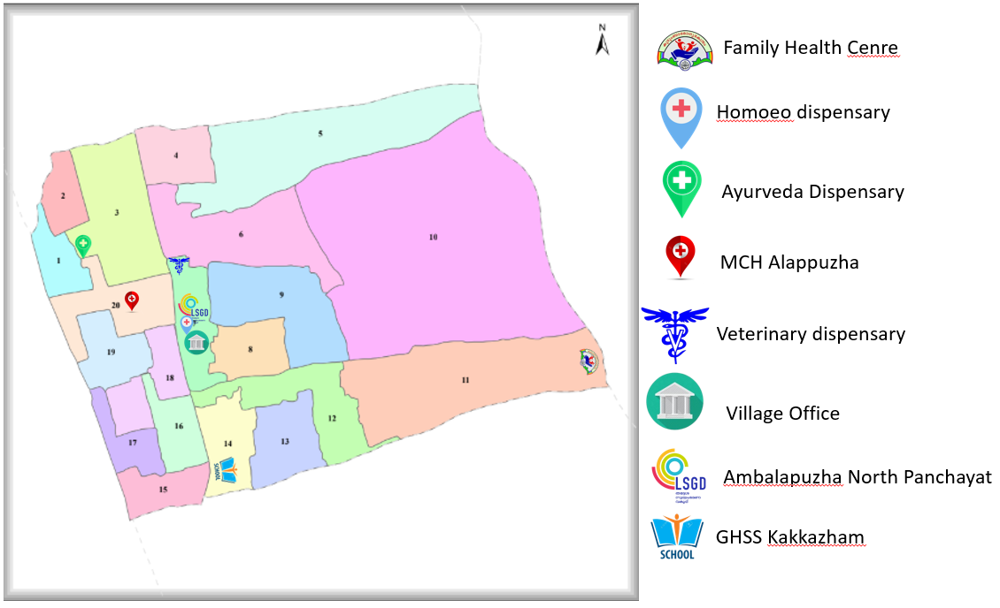 N
5
4
2
3
6
10
1
9
20
LSGD
19
8
18
11
12
16
13
14
17
SCHOOL
15
Family Health Cenre
Homoeo dispensary
Ayurveda Dispensary
MCH Alappuzha
Veterinary dispensary
Village Office
LSGD
Ambalapuzha North Panchayat
GHSS Kakkazham
SCHOOL